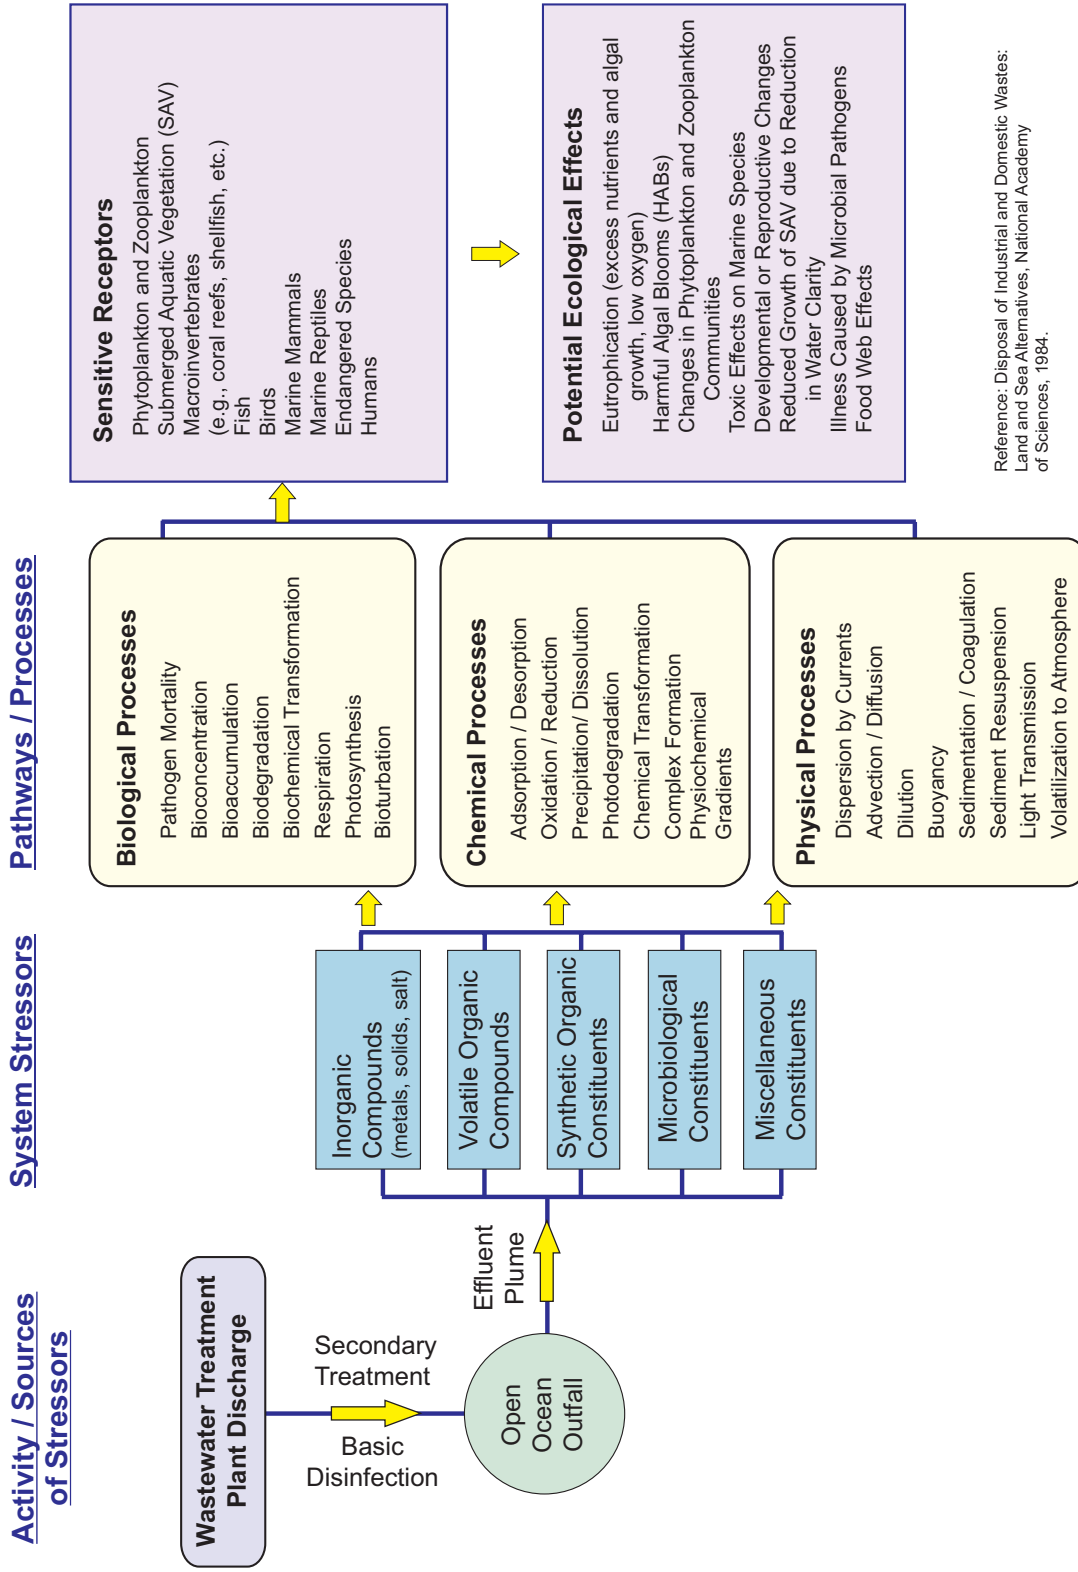 Activity / Sources
of Stressors
System Stressors
Pathways / Processes
Wastewater Treatment
Plant Discharge
Secondary
Treatment
Basic
Disinfection
Open
Ocean
Outfall
Effluent
Plume
Inorganic
Compounds
(metals, solids, salt)
Volatile Organic
Compounds
Synthetic Organic
Constituents
Microbiological
Constituents
Miscellaneous
Constituents
Biological Processes
Pathogen Mortality
Bioconcentration
Bioaccumulation
Biodegradation
Biochemical Transformation
Respiration
Photosynthesis
Bioturbation
Chemical Processes
Adsorption / Desorption
Oxidation / Reduction
Precipitation/ Dissolution
Photodegradation
Chemical Transformation
Complex Formation
Physiochemical
Gradients
Physical Processes
Dispersion by Currents
Advection / Diffusion
Dilution
Buoyancy
Sedimentation / Coagulation
Sediment Resuspension
Light Transmission
Volatilization to Atmosphere
Sensitive Receptors
Phytoplankton and Zooplankton
Submerged Aquatic Vegetation (SAV)
Macroinvertebrates
(e.g., coral reefs, shellfish, etc.)
Fish
Birds
Marine Mammals
Marine Reptiles
Endangered Species
Humans
Potential Ecological Effects
Eutrophication (excess nutrients and algal
growth, low oxygen)
Harmful Algal Blooms (HABs)
Changes in Phytoplankton and Zooplankton
Communities
Toxic Effects on Marine Species
Developmental or Reproductive Changes
Reduced Growth of SAV due to Reduction
in Water Clarity
Illness Caused by Microbial Pathogens
Food Web Effects
Reference: Disposal of Industrial and Domestic Wastes:
Land and Sea Alternatives, National Academy
of Sciences, 1984.